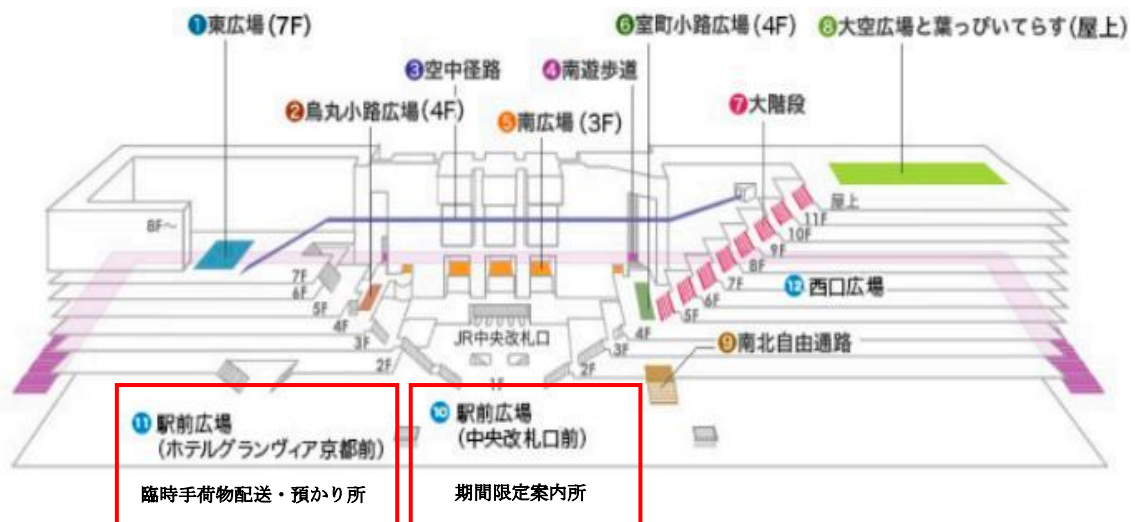 ❶東広場(7F)
❻室町小路広場(4F)
❽大空広場と葉っぴいてらす(屋上)
❸空中径路
❹南遊歩道
❷烏丸小路広場(4F)
❺南広場(3F)
❼大階段
8F〜
屋上
11F
10F
9F
8F
7F
6F
5F
4F
3F
2F
7F
6F
5F
4F
3F
2F
1F
⓬西口広場
JR中央改札口
❾南北自由通路
⓫駅前広場
(ホテルグランヴィア京都前)
臨時手荷物配送・預かり所
❿駅前広場
(中央改札口前)
期間限定案内所